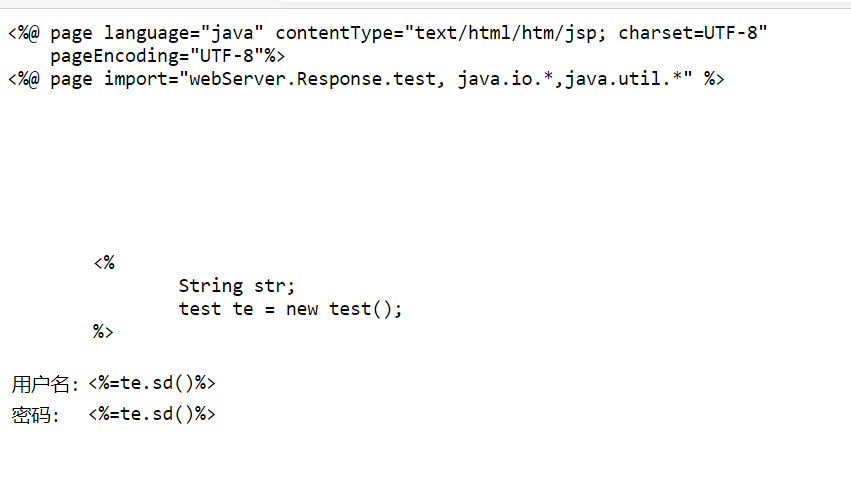 <%@ page language="java" contentType="text/html/htm/jsp; charset=UTF-8"
pageEncoding="UTF-8"%>
<%@ page import="webServer.Response.test, java.io.*,java.util.*" %>
<%
String str;
test te = new test();
%>
用户名: <%=te.sd()%>
密码: <%=te.sd()%>